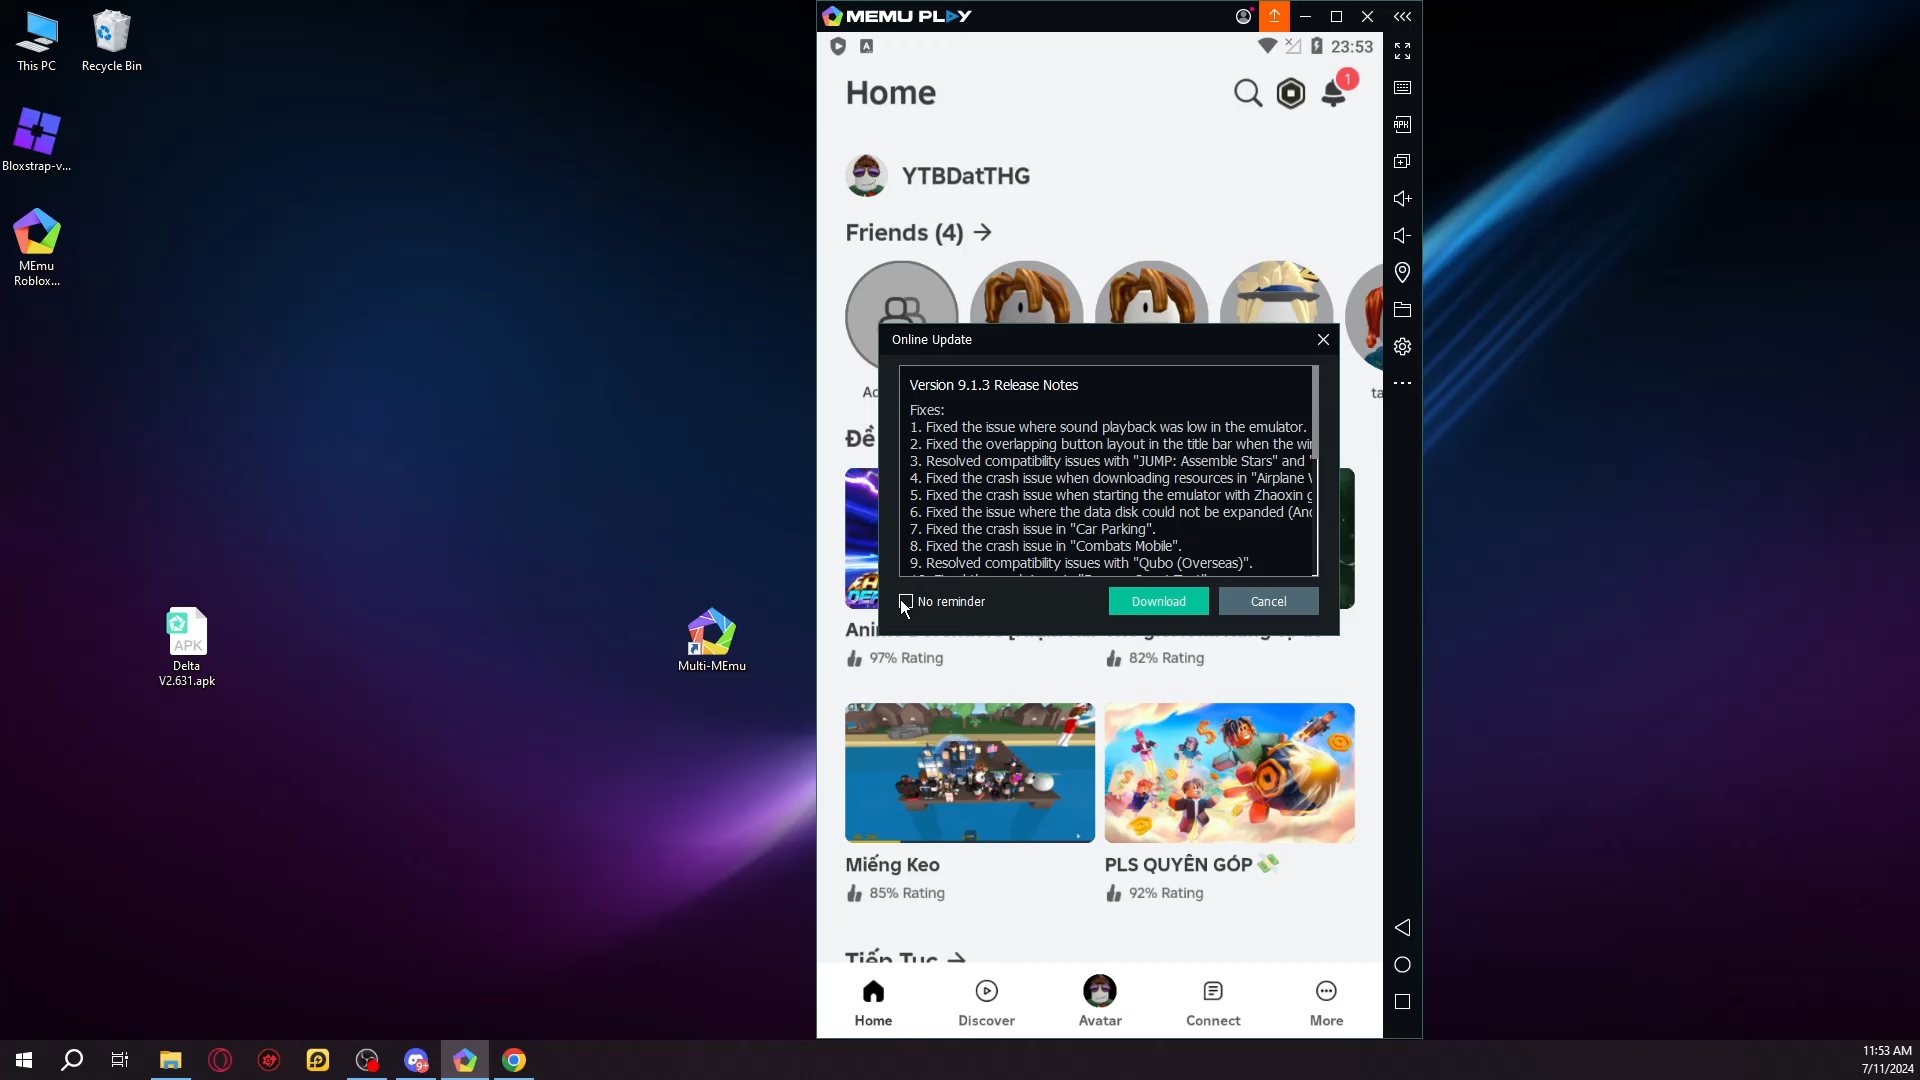 This PC
Recycle Bin
Bloxstrap-v...
MEmu
Roblox...
APK
Delta
V2.631.apk
Multi-MEmu
MEMU PLAY
A
23:53
Home
1
YTBDatTHG
Friends (4)
Online Update
Version 9.1.3 Release Notes
Fixes:
1. Fixed the issue where sound playback was low in the emulator.
2. Fixed the overlapping button layout in the title bar when the
3. Resolved compatibility issues with "JUMP: Assemble Stars" and "
4. Fixed the crash issue when downloading resources in "Airplane
5. Fixed the crash issue when starting the emulator with Zhaoxin
6. Fixed the issue where the data disk could not be expanded
7. Fixed the crash issue in "Car Parking".
8. Fixed the crash issue in "Combats Mobile".
9. Resolved compatibility issues with "Qubo (Overseas)".
No reminder
Download
Cancel
Đề
97% Rating
82% Rating
Miếng Keo
PLS QUYÊN GÓP 💸
85% Rating
92% Rating
Home
Discover
Avatar
Connect
More
APK
9+
11:53 AM
7/11/2024